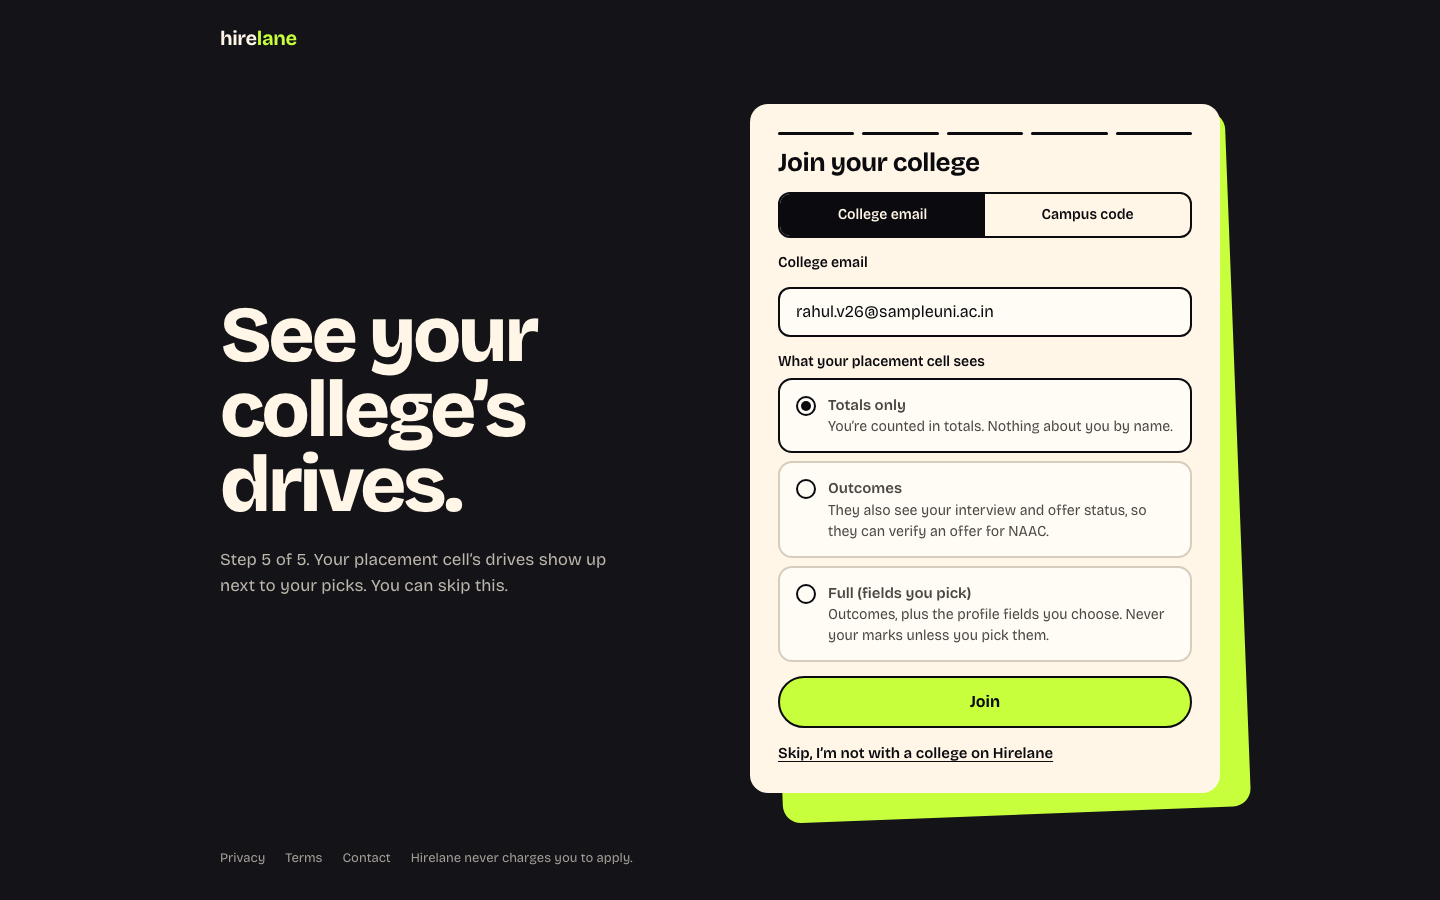 hirelane
See your
college's
drives.
Step 5 of 5. Your placement cell's drives show up
next to your picks. You can skip this.
Join your college
College email
Campus code
College email
rahul.v26@sampleuni.ac.in
What your placement cell sees
Totals only
You're counted in totals. Nothing about you by name.
Outcomes
They also see your interview and offer status, so
they can verify an offer for NAAC.
Full (fields you pick)
Outcomes, plus the profile fields you choose. Never
your marks unless you pick them.
Join
Skip, I'm not with a college on Hirelane
Privacy
Terms
Contact
Hirelane never charges you to apply.